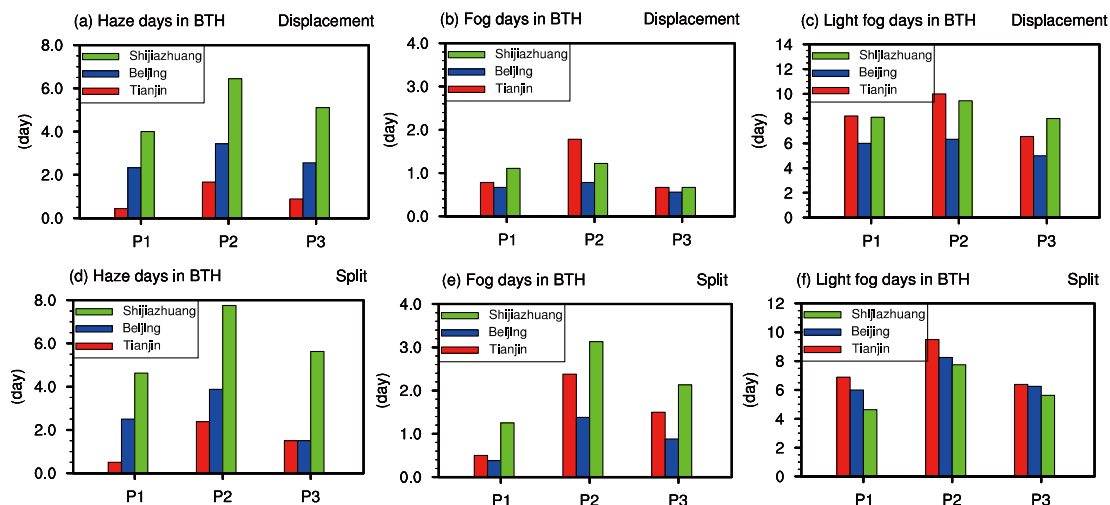 (a) Haze days in BTH Displacement
8.0
6.0
4.0
2.0
0.0
(day)
Shijiazhuang
Beijing
Tianjin
P1 P2 P3
(b) Fog days in BTH Displacement
4.0
3.0
2.0
1.0
0.0
(day)
Shijiazhuang
Beijing
Tianjin
P1 P2 P3
(c) Light fog days in BTH Displacement
14
12
10
8
6
4
2
0
(day)
Shijiazhuang
Beijing
Tianjin
P1 P2 P3
(d) Haze days in BTH Split
8.0
6.0
4.0
2.0
0.0
(day)
Shijiazhuang
Beijing
Tianjin
P1 P2 P3
(e) Fog days in BTH Split
4.0
3.0
2.0
1.0
0.0
(day)
Shijiazhuang
Beijing
Tianjin
P1 P2 P3
(f) Light fog days in BTH Split
12
10
8
6
4
2
0
(day)
Shijiazhuang
Beijing
Tianjin
P1 P2 P3